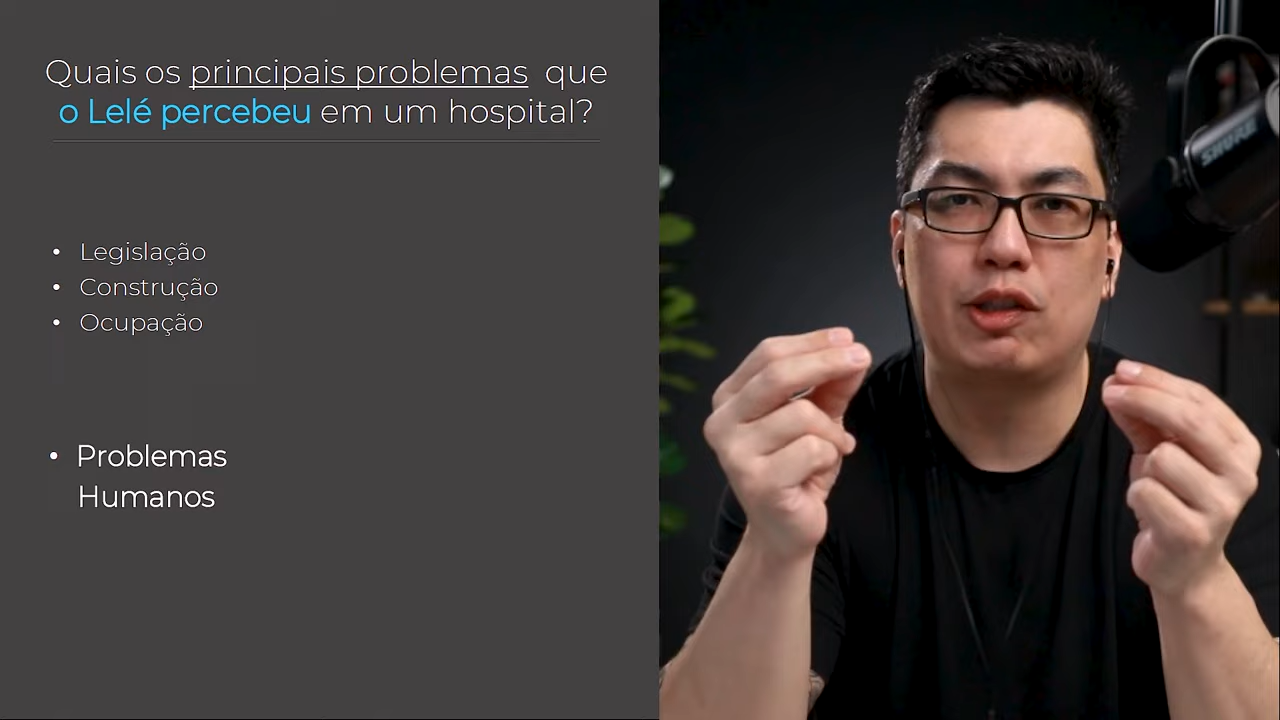 Quais os principais problemas que
o Lelé percebeu em um hospital?
• Legislação
• Construção
• Ocupação
• Problemas
Humanos
SHURE